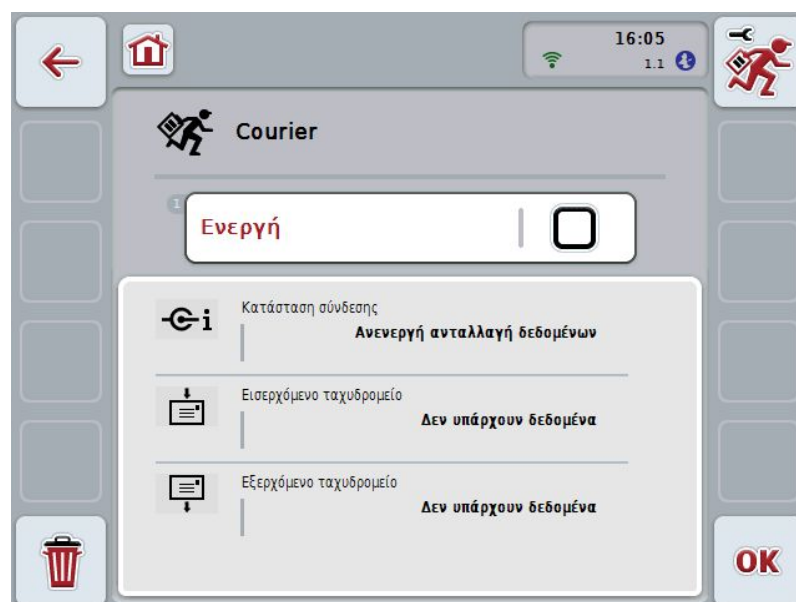 16:05
1.1
Courier
1
Ενεργή
Κατάσταση σύνδεσης
Ανενεργή ανταλλαγή δεδομένων
Εισερχόμενο ταχυδρομείο
Δεν υπάρχουν δεδομένα
Εξερχόμενο ταχυδρομείο
Δεν υπάρχουν δεδομένα
OK